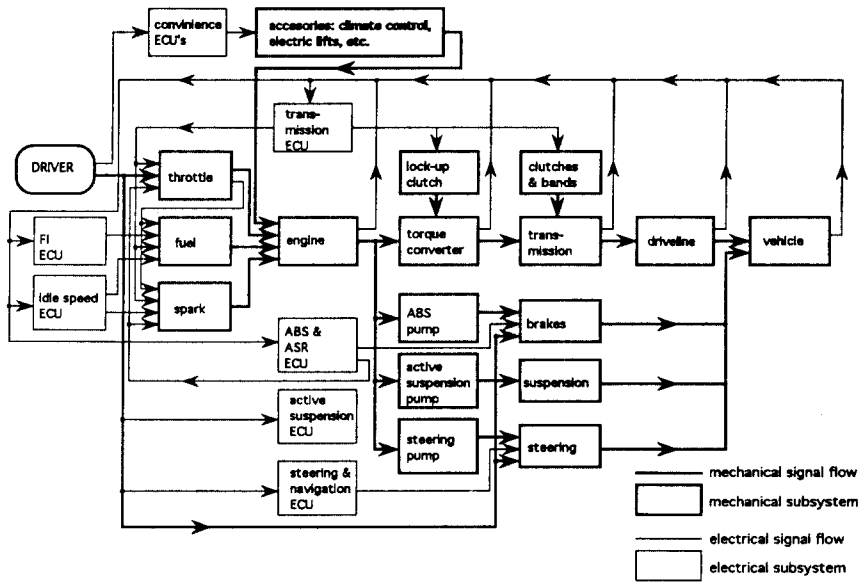 convinience
ECU's
accesories: climate control,
electric lifts, etc.
trans-
mission
ECU
DRIVER
throttle
lock-up
clutch
clutches
& bands
FI
ECU
fuel
engine
torque
converter
trans-
mission
driveline
vehicle
idle speed
ECU
spark
ABS &
ASR
ECU
ABS
pump
brakes
active
suspension
pump
suspension
active
suspension
ECU
steering
pump
steering
steering &
navigation
ECU
mechanical signal flow
mechanical subsystem
electrical signal flow
electrical subsystem